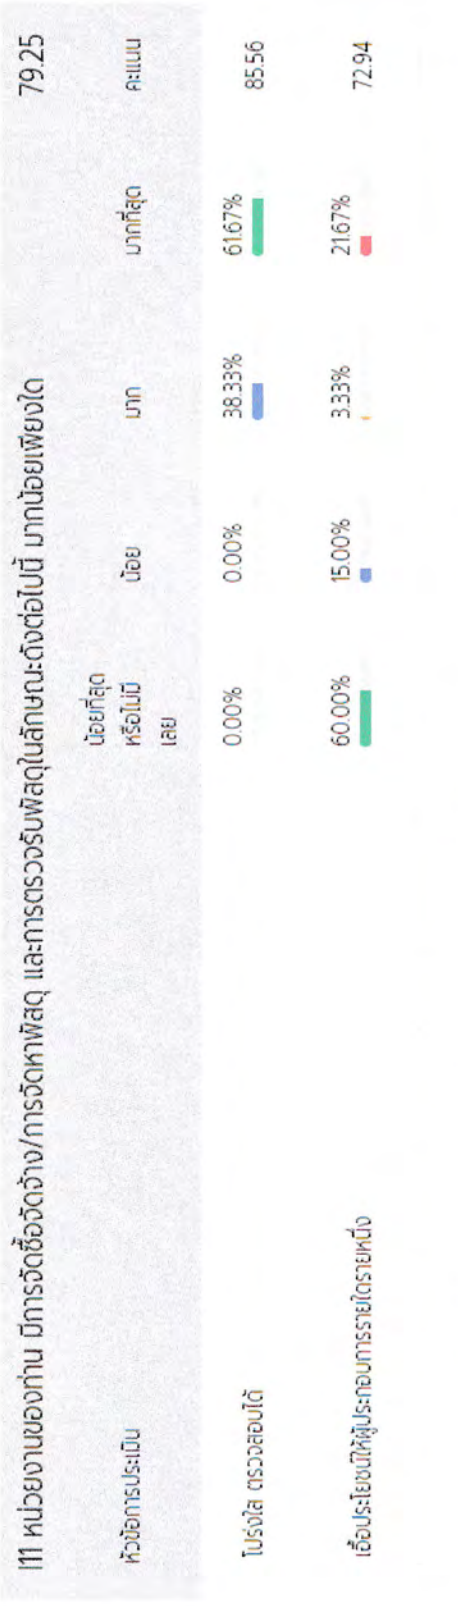 I11 หน่วยงานของท่าน มีการจัดซื้อจัดจ้าง/การจัดหาพัสดุ และการตรวจรับพัสดุในลักษณะดังต่อไปนี้ มากน้อยเพียงใด 79.25
หัวข้อการประเมิน น้อยที่สุด หรือไม่มี เลย น้อย มาก มากที่สุด คะแนน
โปร่งใส ตรวจสอบได้ 0.00% 0.00% 38.33% 61.67% 85.56
เอื้อประโยชน์ให้ผู้ประกอบการรายใดรายหนึ่ง 60.00% 15.00% 3.33% 21.67% 72.94